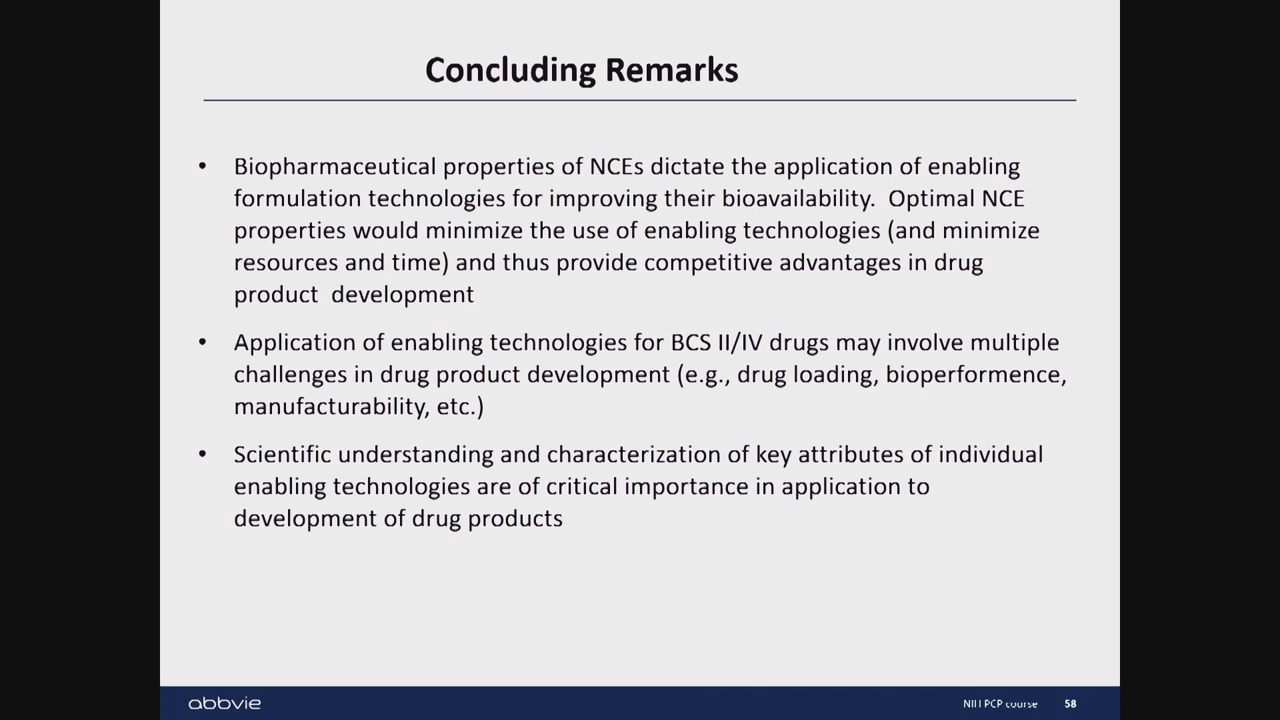 Concluding Remarks
• Biopharmaceutical properties of NCEs dictate the application of enabling
formulation technologies for improving their bioavailability.  Optimal NCE
properties would minimize the use of enabling technologies (and minimize
resources and time) and thus provide competitive advantages in drug
product  development
• Application of enabling technologies for BCS II/IV drugs may involve multiple
challenges in drug product development (e.g., drug loading, bioperformence,
manufacturability, etc.)
• Scientific understanding and characterization of key attributes of individual
enabling technologies are of critical importance in application to
development of drug products
abbvie
NIH PCP course 58